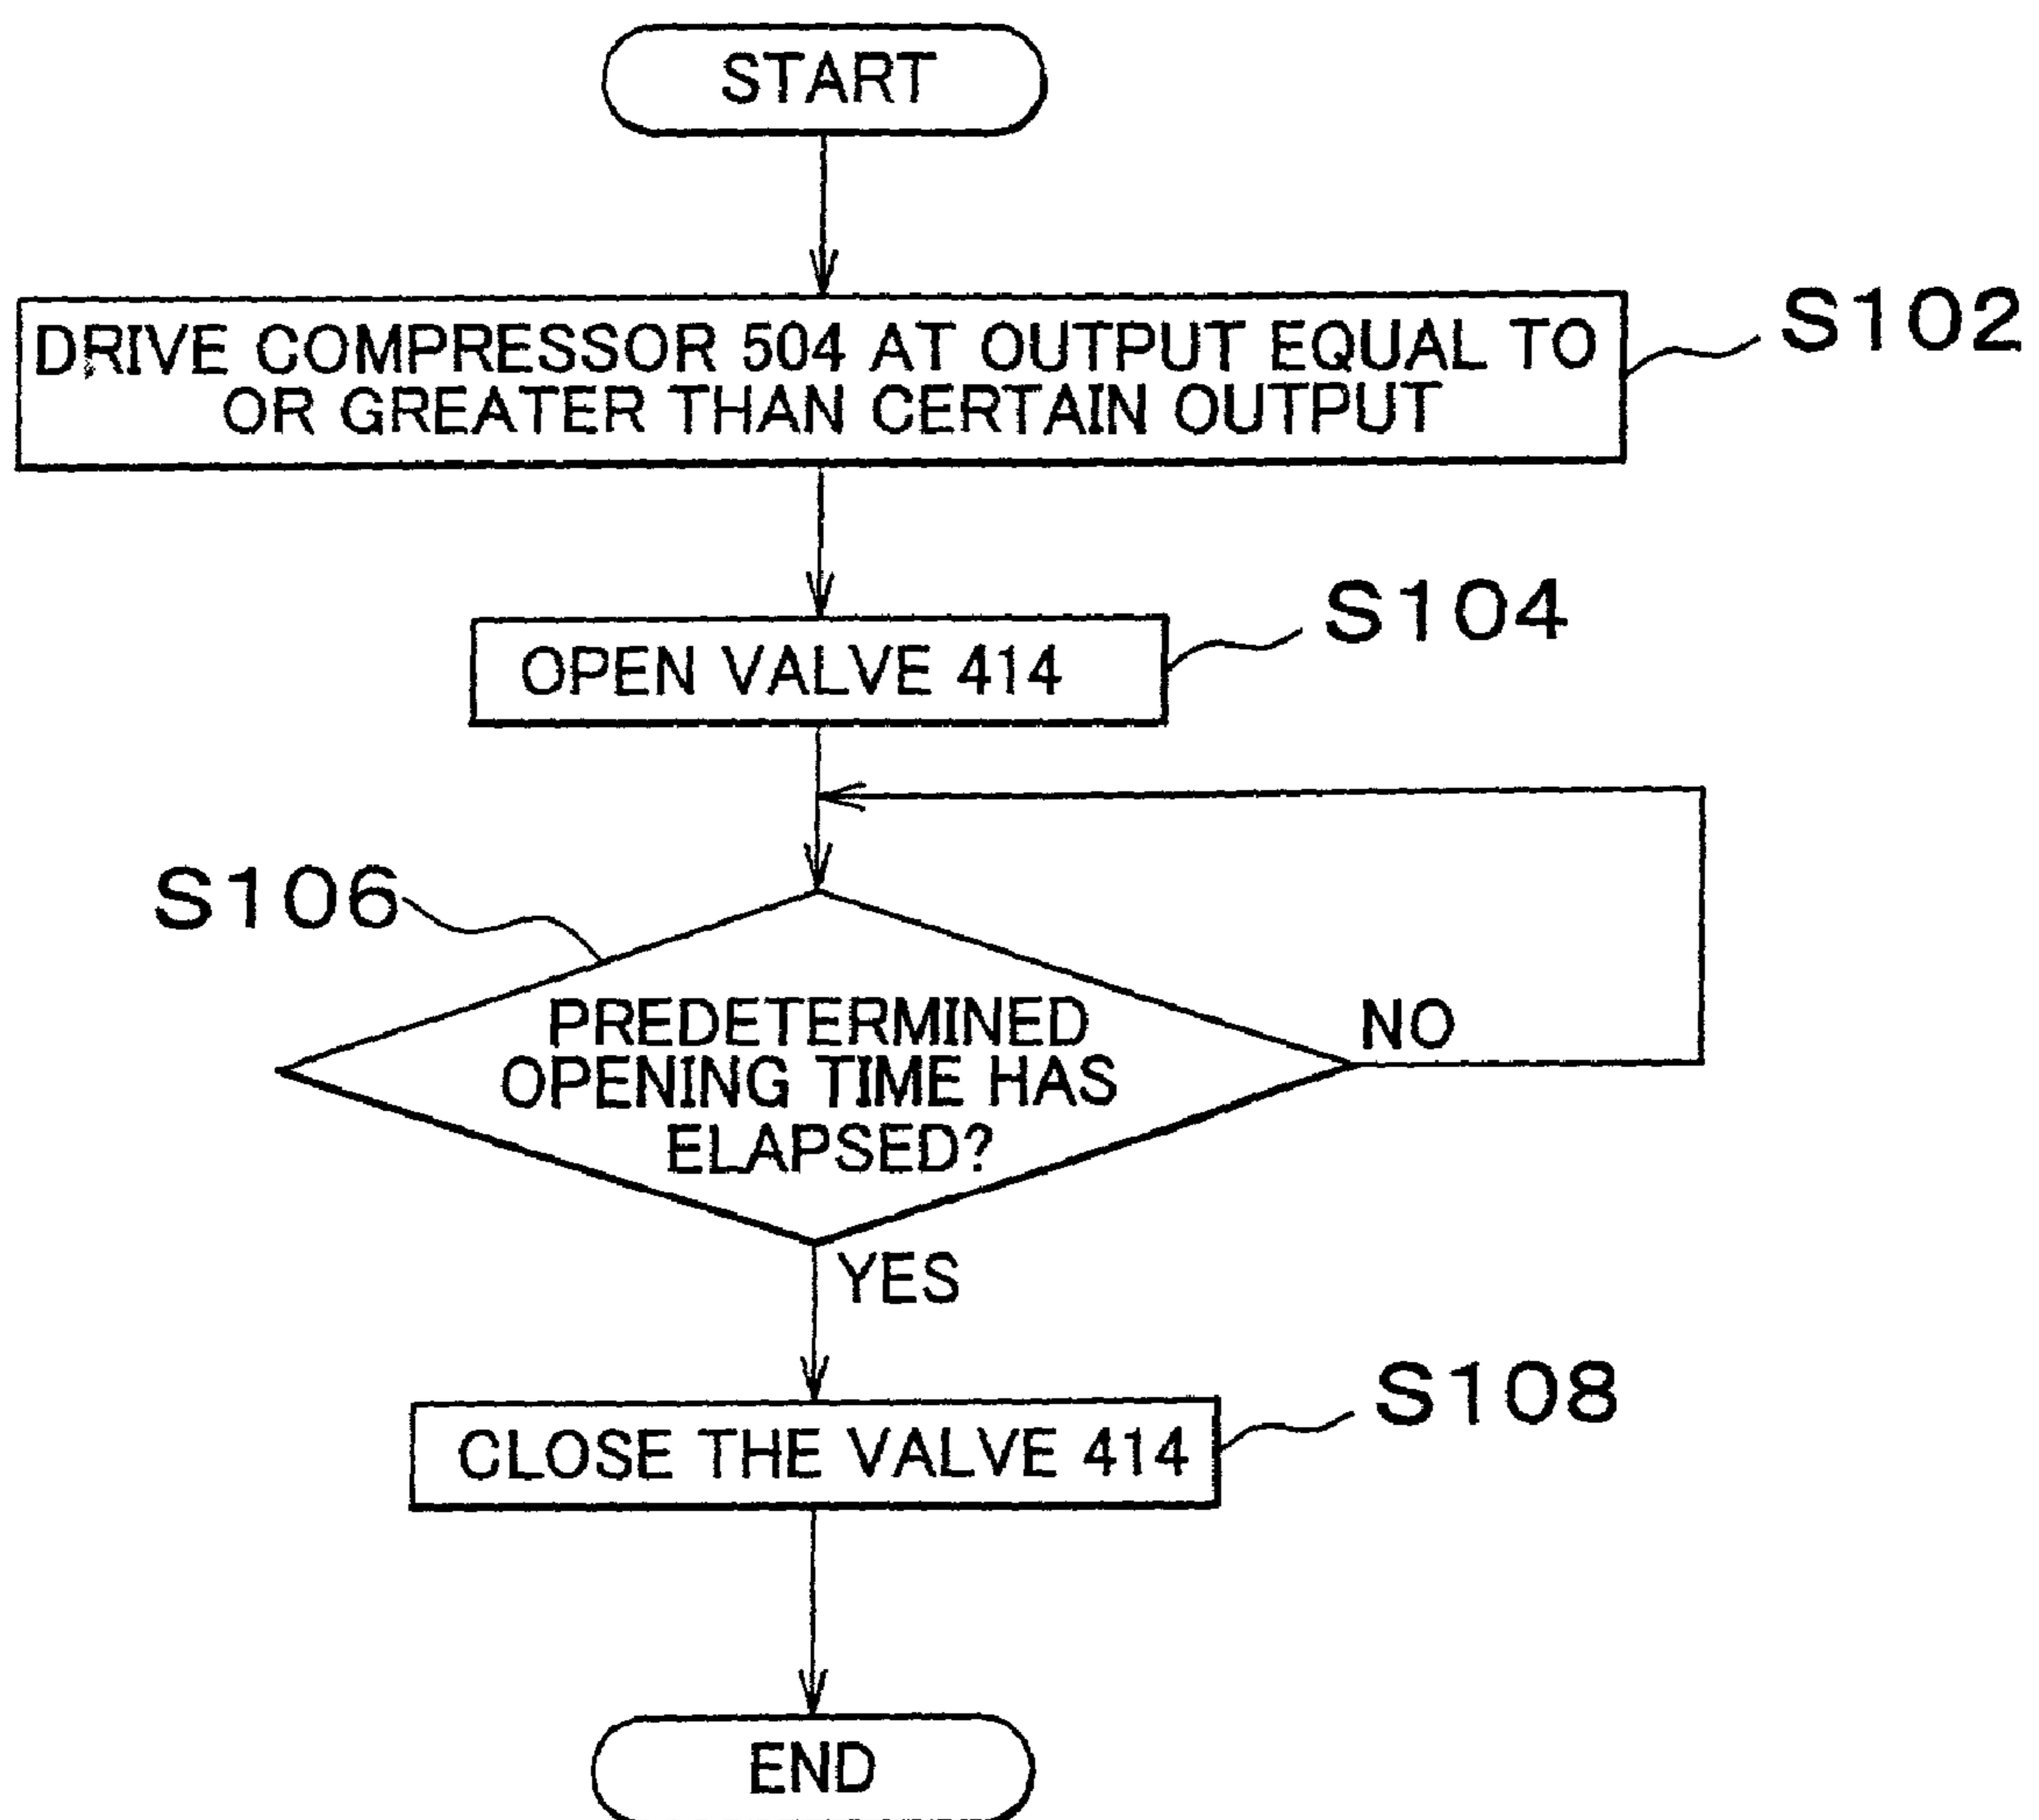 START
DRIVE COMPRESSOR 504 AT OUTPUT EQUAL TO
OR GREATER THAN CERTAIN OUTPUT
S102
OPEN VALVE 414
S104
S106
PREDETERMINED
OPENING TIME HAS
ELAPSED?
NO
YES
CLOSE THE VALVE 414
S108
END